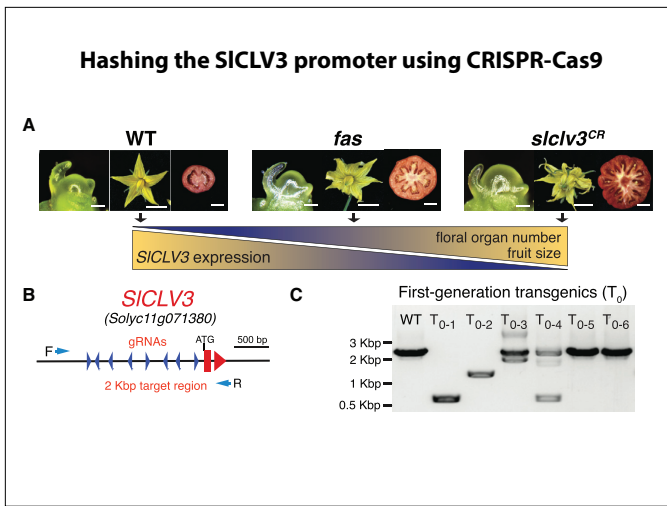 Hashing the SlCLV3 promoter using CRISPR-Cas9
A
WT
fas
slclv3CR
SlCLV3 expression
floral organ number
fruit size
B
SlCLV3
(Solyc11g071380)
ATG
500 bp
gRNAs
F
2 Kbp target region
R
C
First-generation transgenics (T0)
WT T0-1 T0-2 T0-3 T0-4 T0-5 T0-6
3 Kbp
2 Kbp
1 Kbp
0.5 Kbp